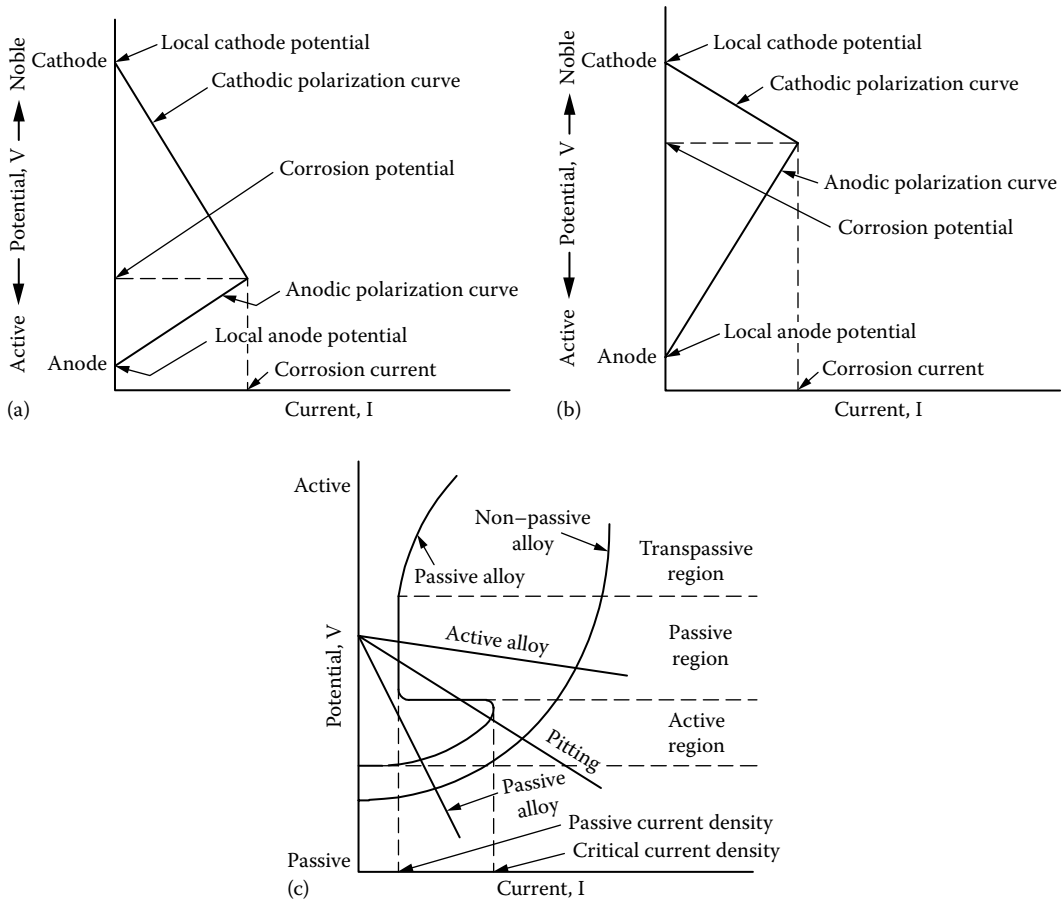 Noble
Potential, V
Active
Cathode
Local cathode potential
Cathodic polarization curve
Corrosion potential
Anodic polarization curve
Local anode potential
Anode
Corrosion current
(a)
Current, I
Noble
Potential, V
Active
Cathode
Local cathode potential
Cathodic polarization curve
Anodic polarization curve
Corrosion potential
Local anode potential
Anode
Corrosion current
(b)
Current, I
Active
Non–passive
alloy
Passive alloy
Transpassive
region
Potential, V
Active alloy
Passive
region
Active
region
Pitting
Passive
alloy
Passive current density
Critical current density
Passive
(c)
Current, I